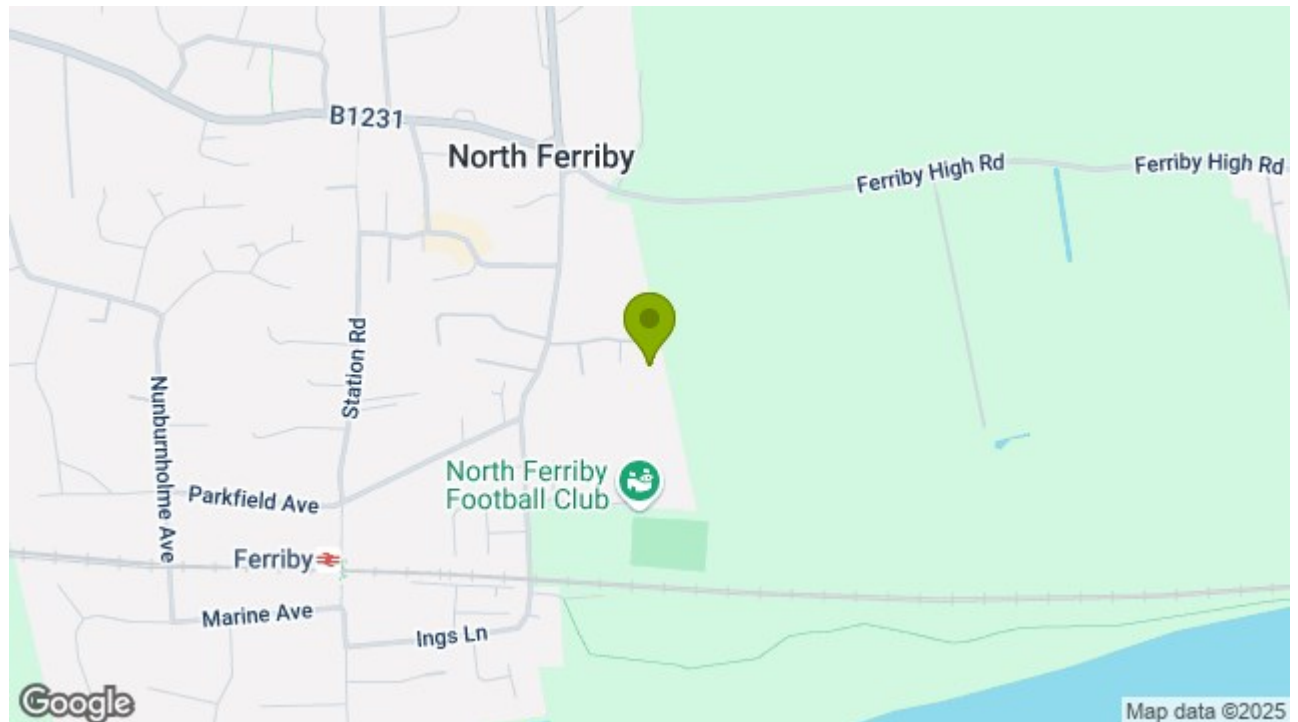 B1231
North Ferriby
Ferriby High Rd
Ferriby High Rd
Station Rd
Nunburnholme Ave
North Ferriby
Football Club
Parkfield Ave
Ferriby
Marine Ave
Ings Ln
Google
Map data ©2025